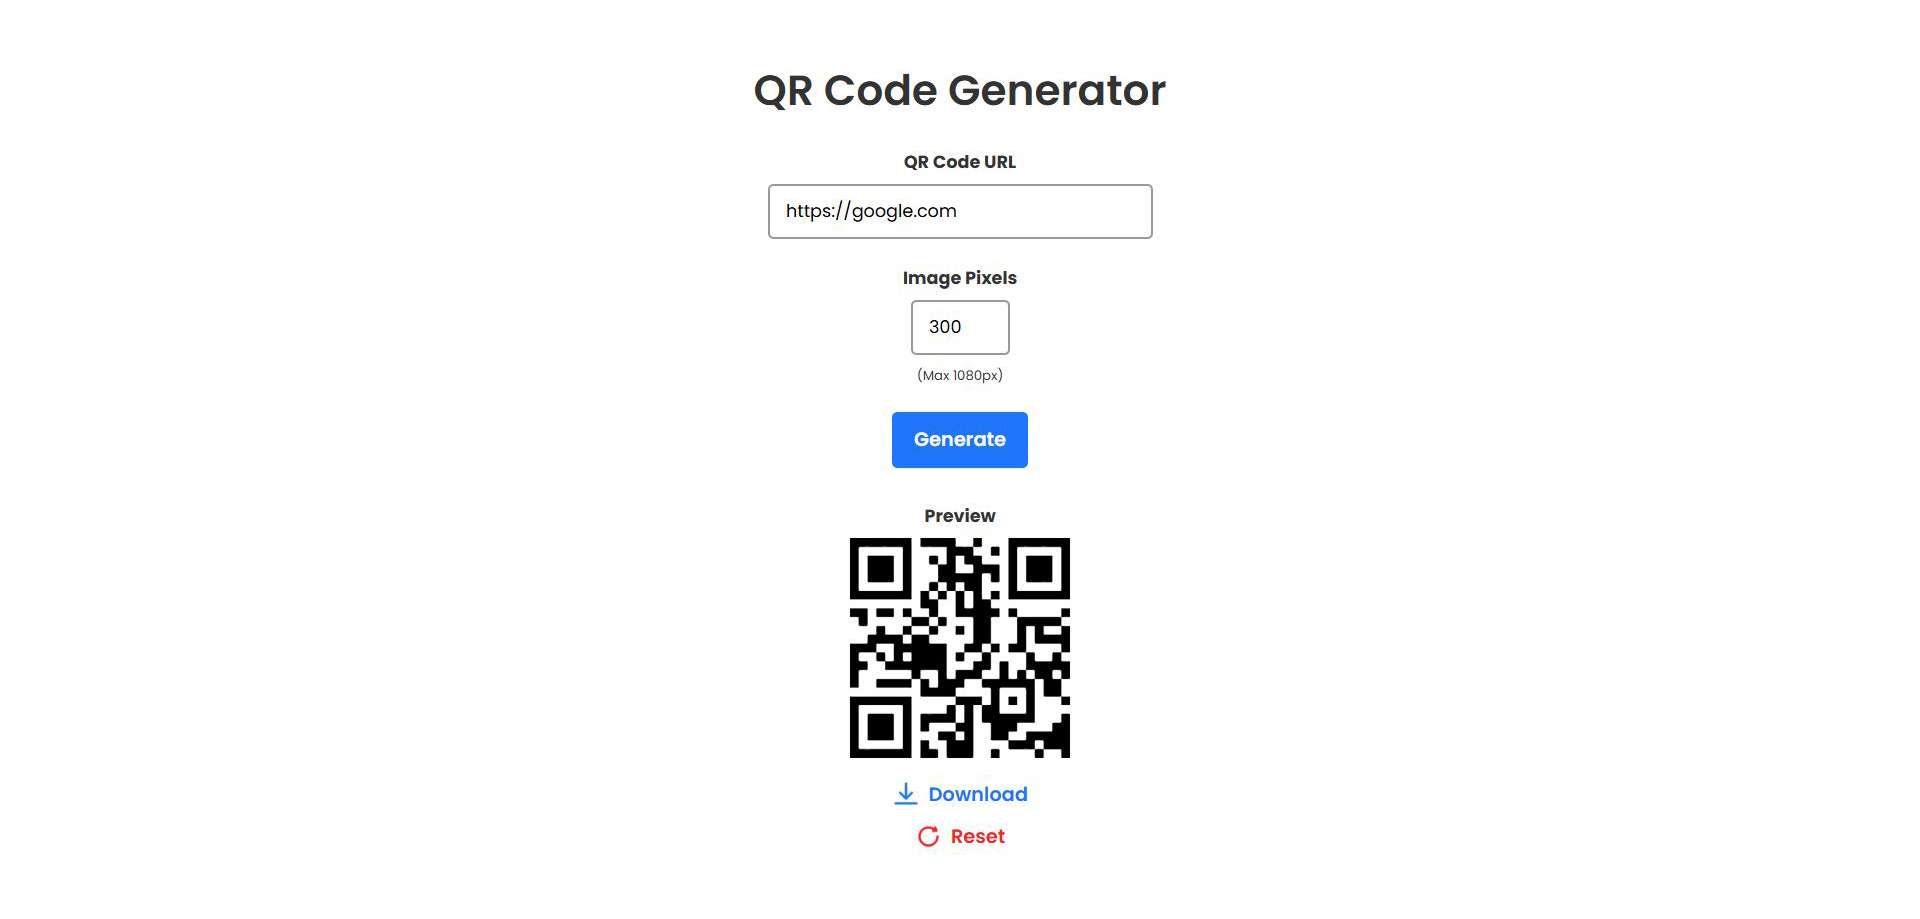 QR Code Generator
QR Code URL
https://google.com
Image Pixels
300
(Max 1080px)
Generate
Preview
Download
Reset